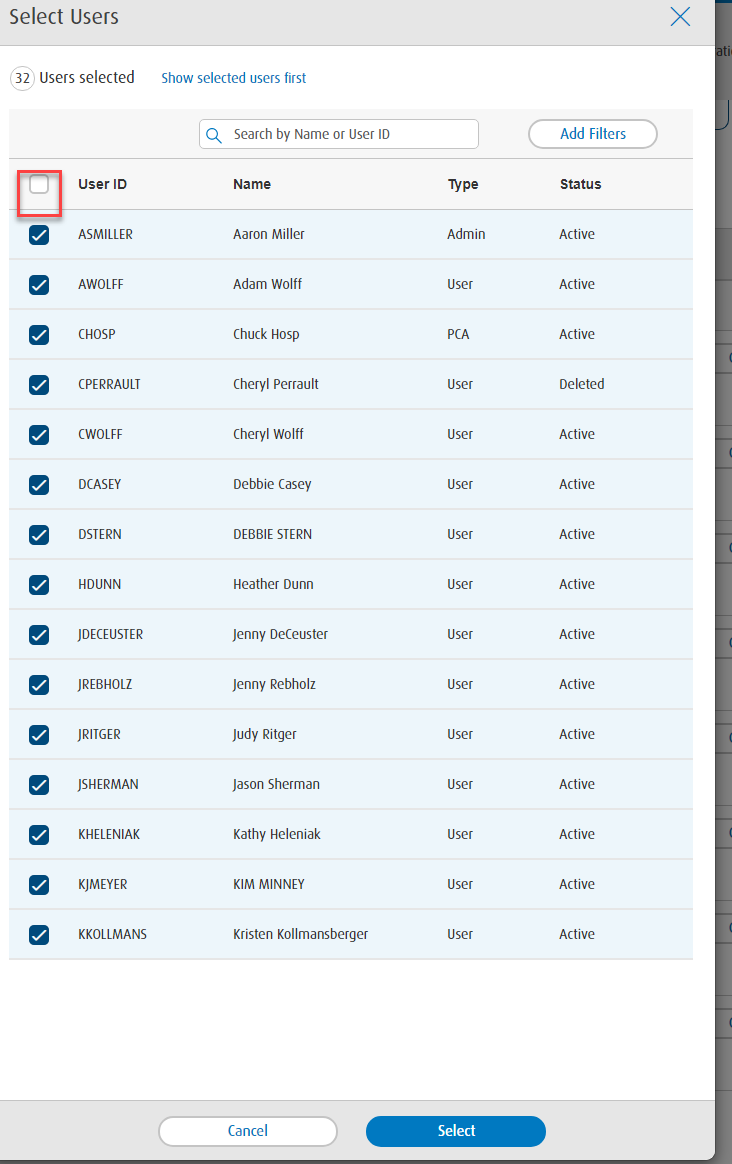 Select Users
32 Users selected Show selected users first
Search by Name or User ID Add Filters
User ID Name Type Status
ASMILLER Aaron Miller Admin Active
AWOLFF Adam Wolff User Active
CHOSP Chuck Hosp PCA Active
CPERRAULT Cheryl Perrault User Deleted
CWOLFF Cheryl Wolff User Active
DCASEY Debbie Casey User Active
DSTERN DEBBIE STERN User Active
HDUNN Heather Dunn User Active
JDECEUSTER Jenny DeCeuster User Active
JREBHOLZ Jenny Rebholz User Active
JRITGER Judy Ritger User Active
JSHERMAN Jason Sherman User Active
KHELENIAK Kathy Heleniak User Active
KJMEYER KIM MINNEY User Active
KKOLLMANS Kristen Kollmansberger User Active
Cancel Select